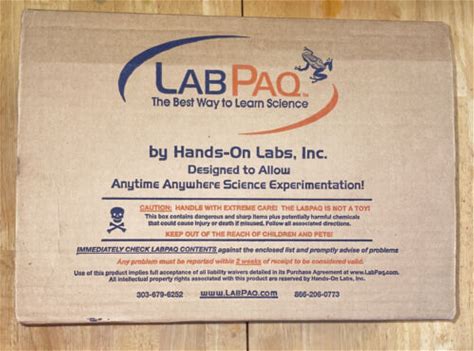 LABPAQ™
The Best Way to Learn Science
by Hands-On Labs, Inc.
Designed to Allow
Anytime Anywhere Science Experimentation!
CAUTION: HANDLE WITH EXTREME CARE! THE LABPAQ IS NOT A TOY!
This box contains dangerous and sharp items plus potentially harmful chemicals
that could cause injury or death if misused. Follow all associated directions.
KEEP OUT OF THE REACH OF CHILDREN AND PETS!
IMMEDIATELY CHECK LABPAQ CONTENTS against the enclosed list and promptly advise of problems
Any problem must be reported within 2 weeks of receipt to be considered valid.
Use of this product implies full acceptance of all liability waivers detailed in its Purchase Agreement at www.LabPaq.com.
All intellectual property rights associated with this product are reserved by Hands-On Labs, Inc.
303-679-6252 www.LABPAQ.com 866-206-0773